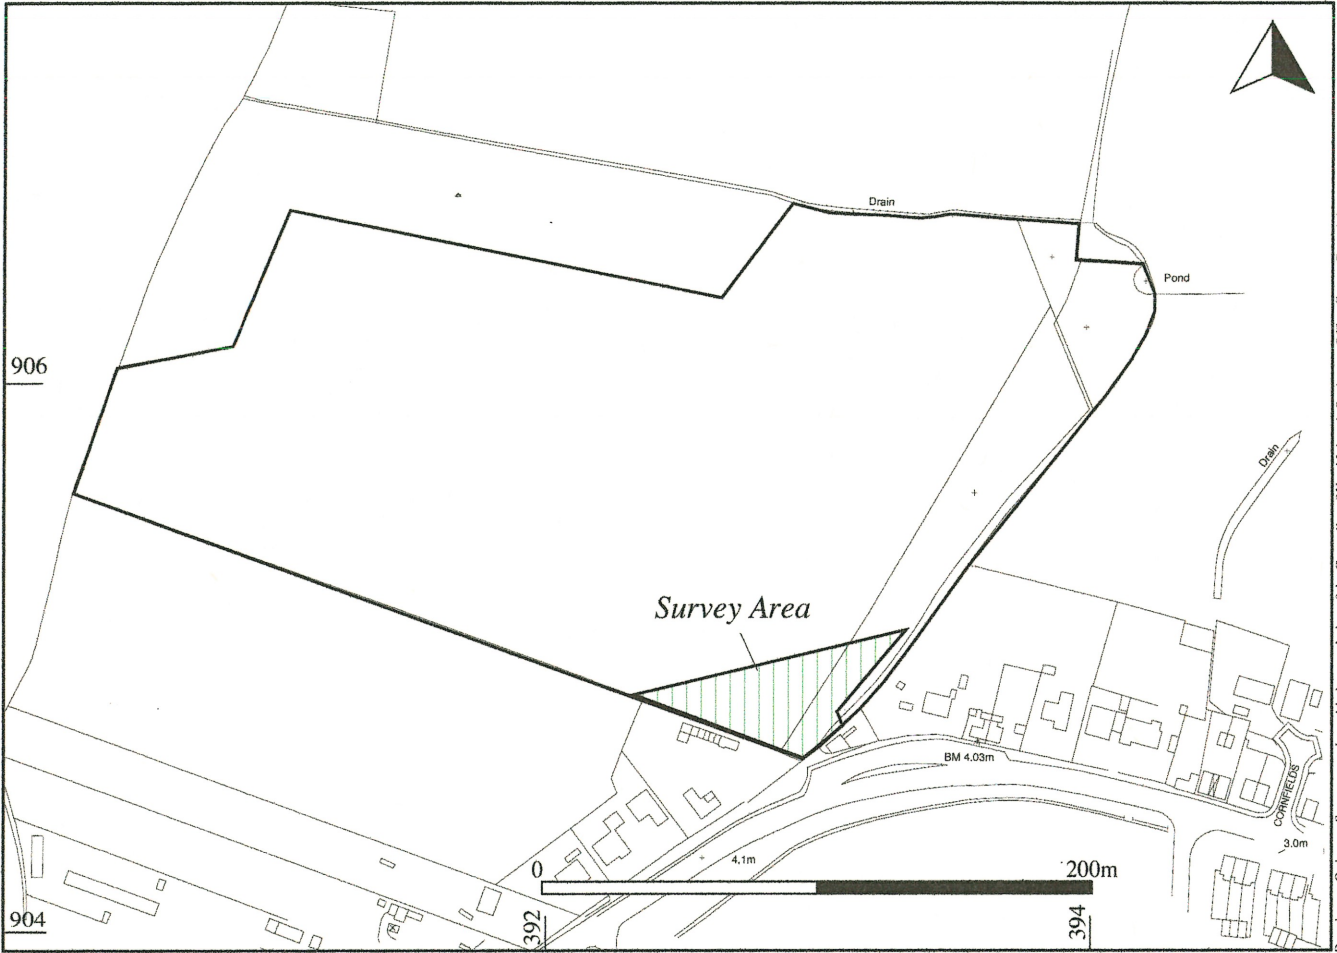 Drain
Pond
906
Drain
Survey Area
BM 4.03m
CORNFIELDS
3.0m
4.1m
0
200m
904
392
394